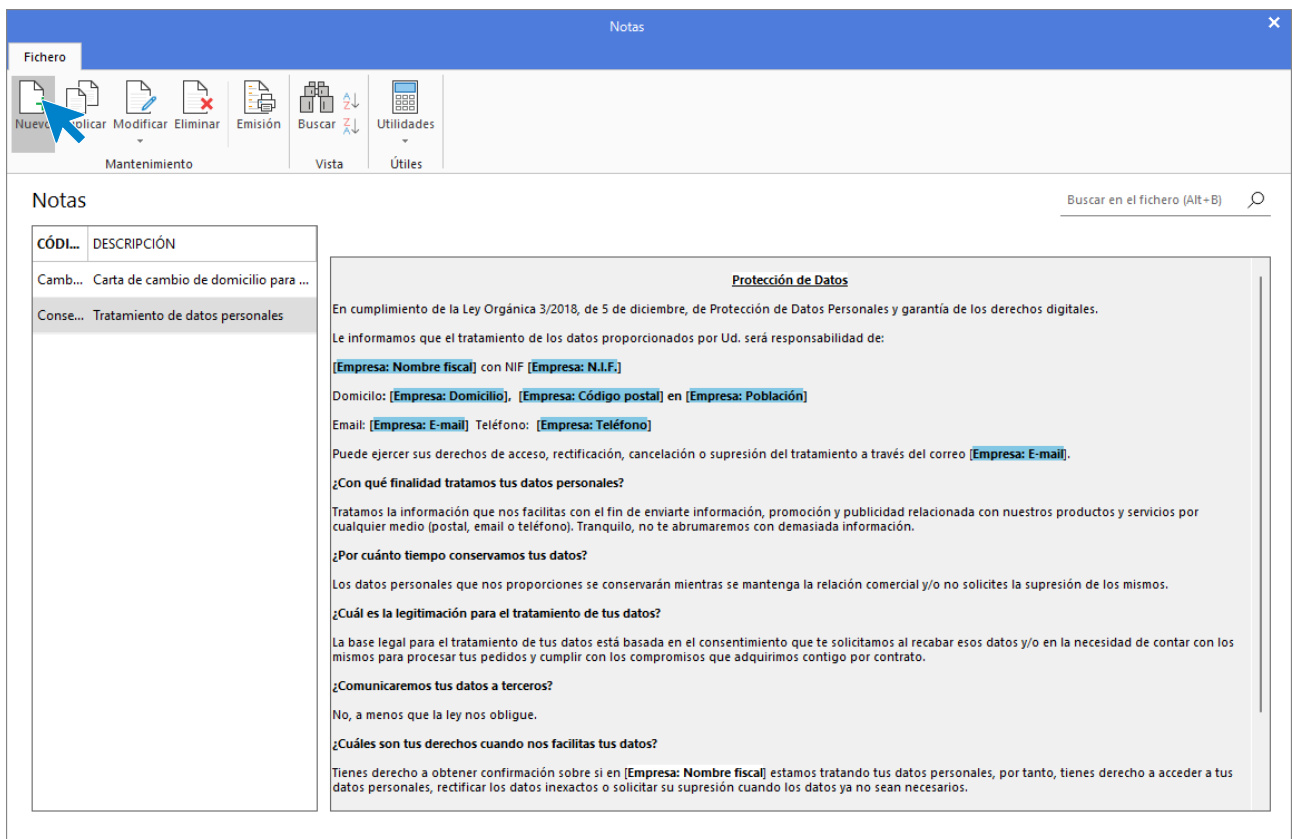 Notas
Fichero
Nuevo
Modificar
Eliminar
Emisión
Buscar
Utilidades
Mantenimiento
Vista
Útiles
Notas
Buscar en el fichero (Alt+B)
CÓDI... DESCRIPCIÓN
Camb... Carta de cambio de domicilio para ...
Conse... Tratamiento de datos personales
Protección de Datos
En cumplimiento de la Ley Orgánica 3/2018, de 5 de diciembre, de Protección de Datos Personales y garantía de los derechos digitales.
Le informamos que el tratamiento de los datos proporcionados por Ud. será responsabilidad de:
[Empresa: Nombre fiscal] con NIF [Empresa: N.I.F.]
Domicilo: [Empresa: Domicilio], [Empresa: Código postal] en [Empresa: Población]
Email: [Empresa: E-mail] Teléfono: [Empresa: Teléfono]
Puede ejercer sus derechos de acceso, rectificación, cancelación o supresión del tratamiento a través del correo [Empresa: E-mail].
¿Con qué finalidad tratamos tus datos personales?
Tratamos la información que nos facilitas con el fin de enviarte información, promoción y publicidad relacionada con nuestros productos y servicios por
cualquier medio (postal, email o teléfono). Tranquilo, no te abrumaremos con demasiada información.
¿Por cuánto tiempo conservamos tus datos?
Los datos personales que nos proporciones se conservarán mientras se mantenga la relación comercial y/o no solicites la supresión de los mismos.
¿Cuál es la legitimación para el tratamiento de tus datos?
La base legal para el tratamiento de tus datos está basada en el consentimiento que te solicitamos al recabar esos datos y/o en la necesidad de contar con los
mismos para procesar tus pedidos y cumplir con los compromisos que adquirimos contigo por contrato.
¿Comunicaremos tus datos a terceros?
No, a menos que la ley nos obligue.
¿Cuáles son tus derechos cuando nos facilitas tus datos?
Tienes derecho a obtener confirmación sobre si en [Empresa: Nombre fiscal] estamos tratando tus datos personales, por tanto, tienes derecho a acceder a tus
datos personales, rectificar los datos inexactos o solicitar su supresión cuando los datos ya no sean necesarios.